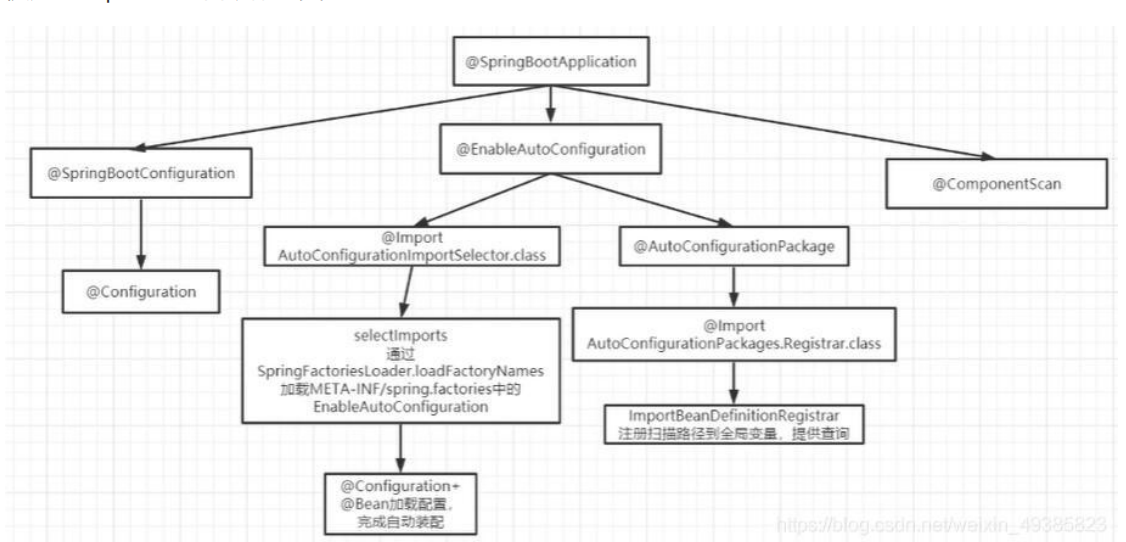 @SpringBootApplication
@EnableAutoConfiguration
@SpringBootConfiguration
@ComponentScan
@Import
AutoConfigurationImportSelector.class
@AutoConfigurationPackage
@Configuration
selectImports
通过
SpringFactoriesLoader.loadFactoryNames
加载META-INF/spring.factories中的
EnableAutoConfiguration
@Import
AutoConfigurationPackages.Registrar.class
ImportBeanDefinitionRegistrar
注册扫描路径到全局变量，提供查询
@Configuration+
@Bean加载配置，
完成自动装配
https://blog.csdn.net/weixin_49385823